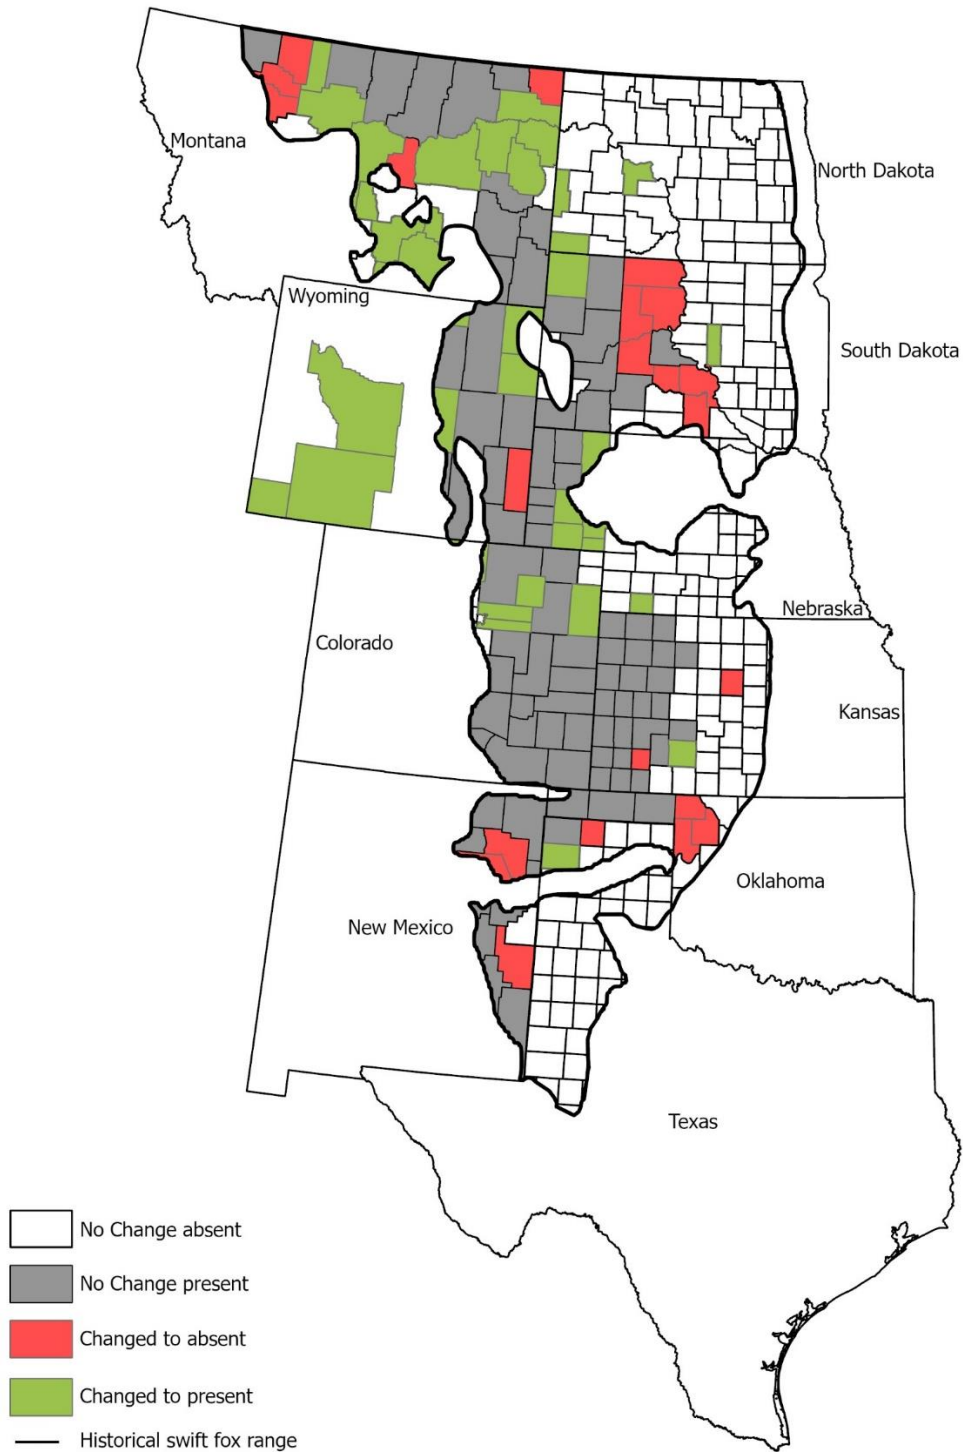 Montana
North Dakota
Wyoming
South Dakota
Nebraska
Colorado
Kansas
Oklahoma
New Mexico
Texas
No Change absent
No Change present
Changed to absent
Changed to present
Historical swift fox range